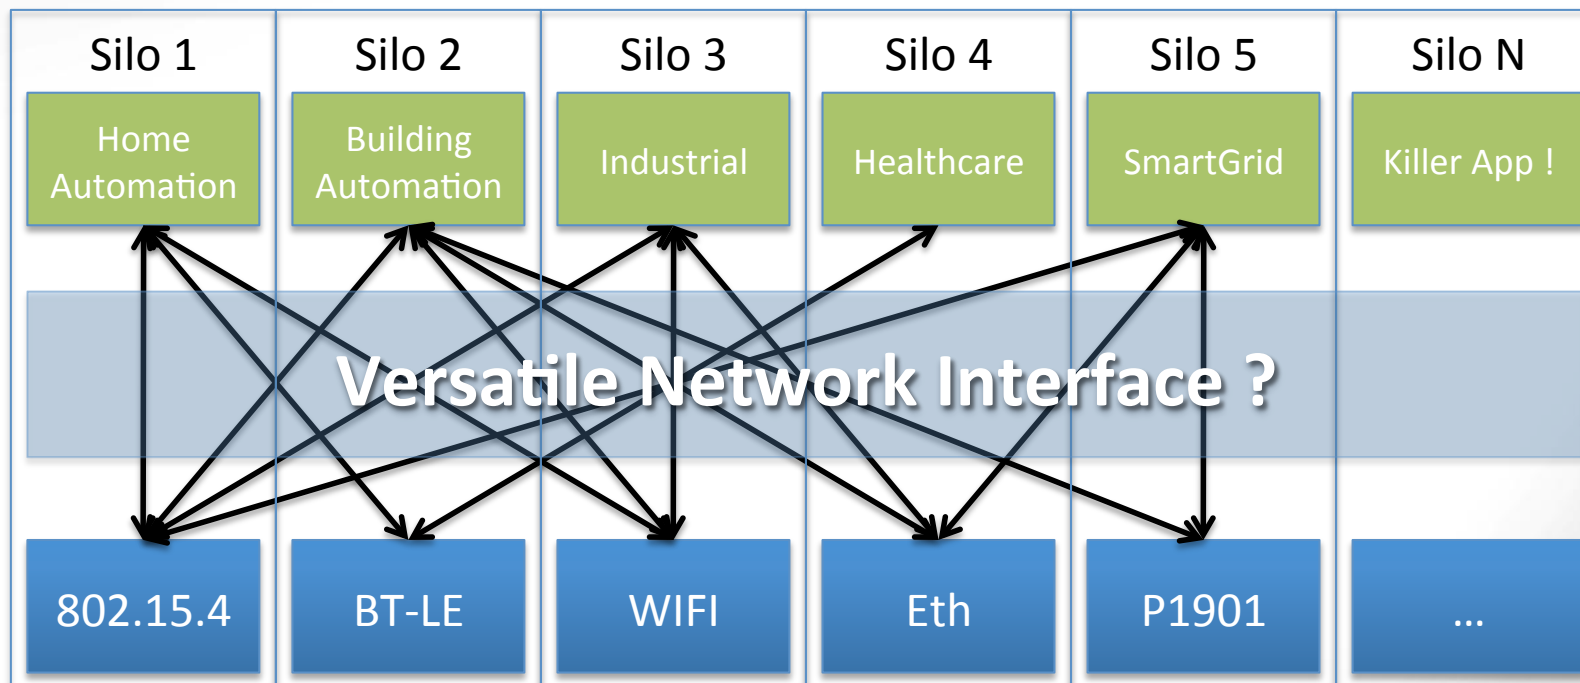 Silo 1
Silo 2
Silo 3
Silo 4
Silo 5
Silo N
Home
Automation
Building
Automation
Industrial
Healthcare
SmartGrid
Killer App !
Versatile Network Interface ?
802.15.4
BT-LE
WIFI
Eth
P1901
...